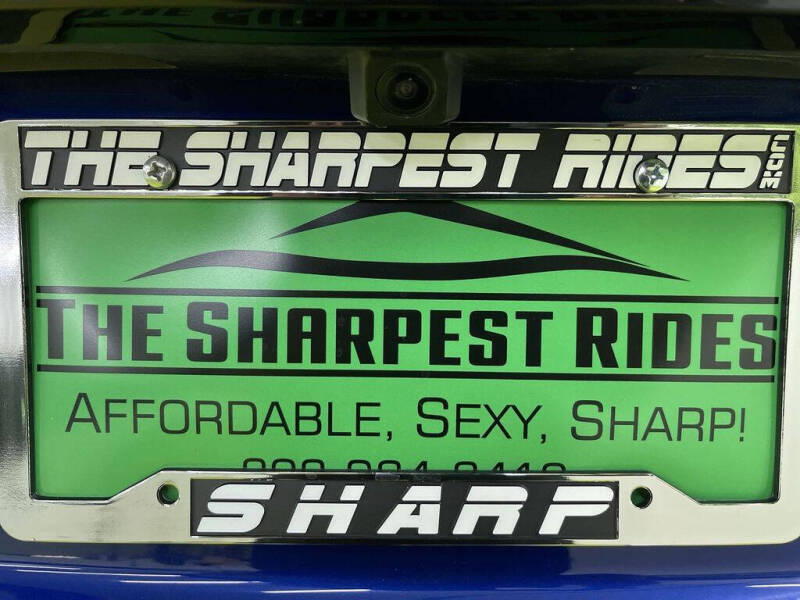 THE SHARPEST RIDES.COM
THE SHARPEST RIDES
AFFORDABLE, SEXY, SHARP!
SHARP